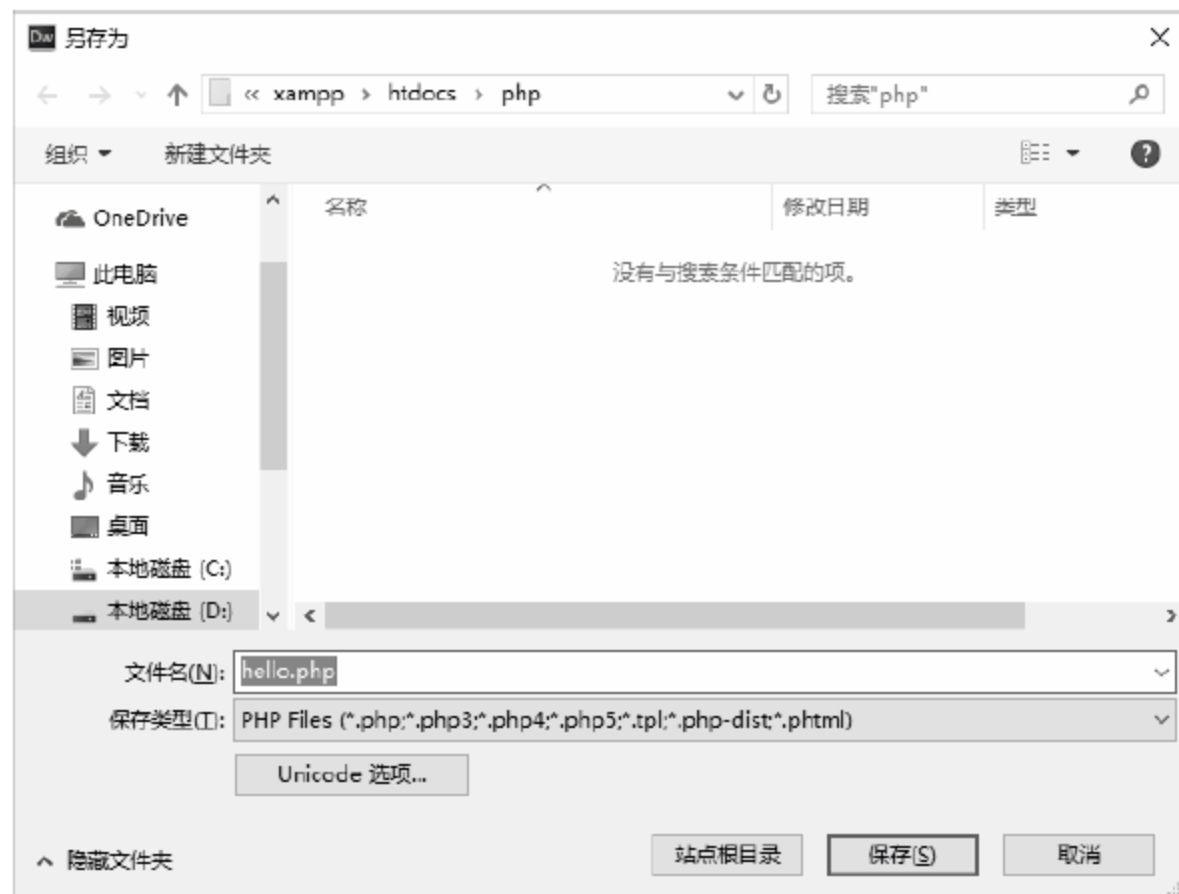 Dw 另存为
« xampp › htdocs › php
搜索"php"
组织 新建文件夹
名称 修改日期 类型
没有与搜索条件匹配的项。
OneDrive
此电脑
视频
图片
文档
下载
音乐
桌面
本地磁盘 (C:)
本地磁盘 (D:)
文件名(N): hello.php
保存类型(T): PHP Files (*.php;*.php3;*.php4;*.php5;*.tpl;*.php-dist;*.phtml)
Unicode 选项...
隐藏文件夹 站点根目录 保存(S) 取消